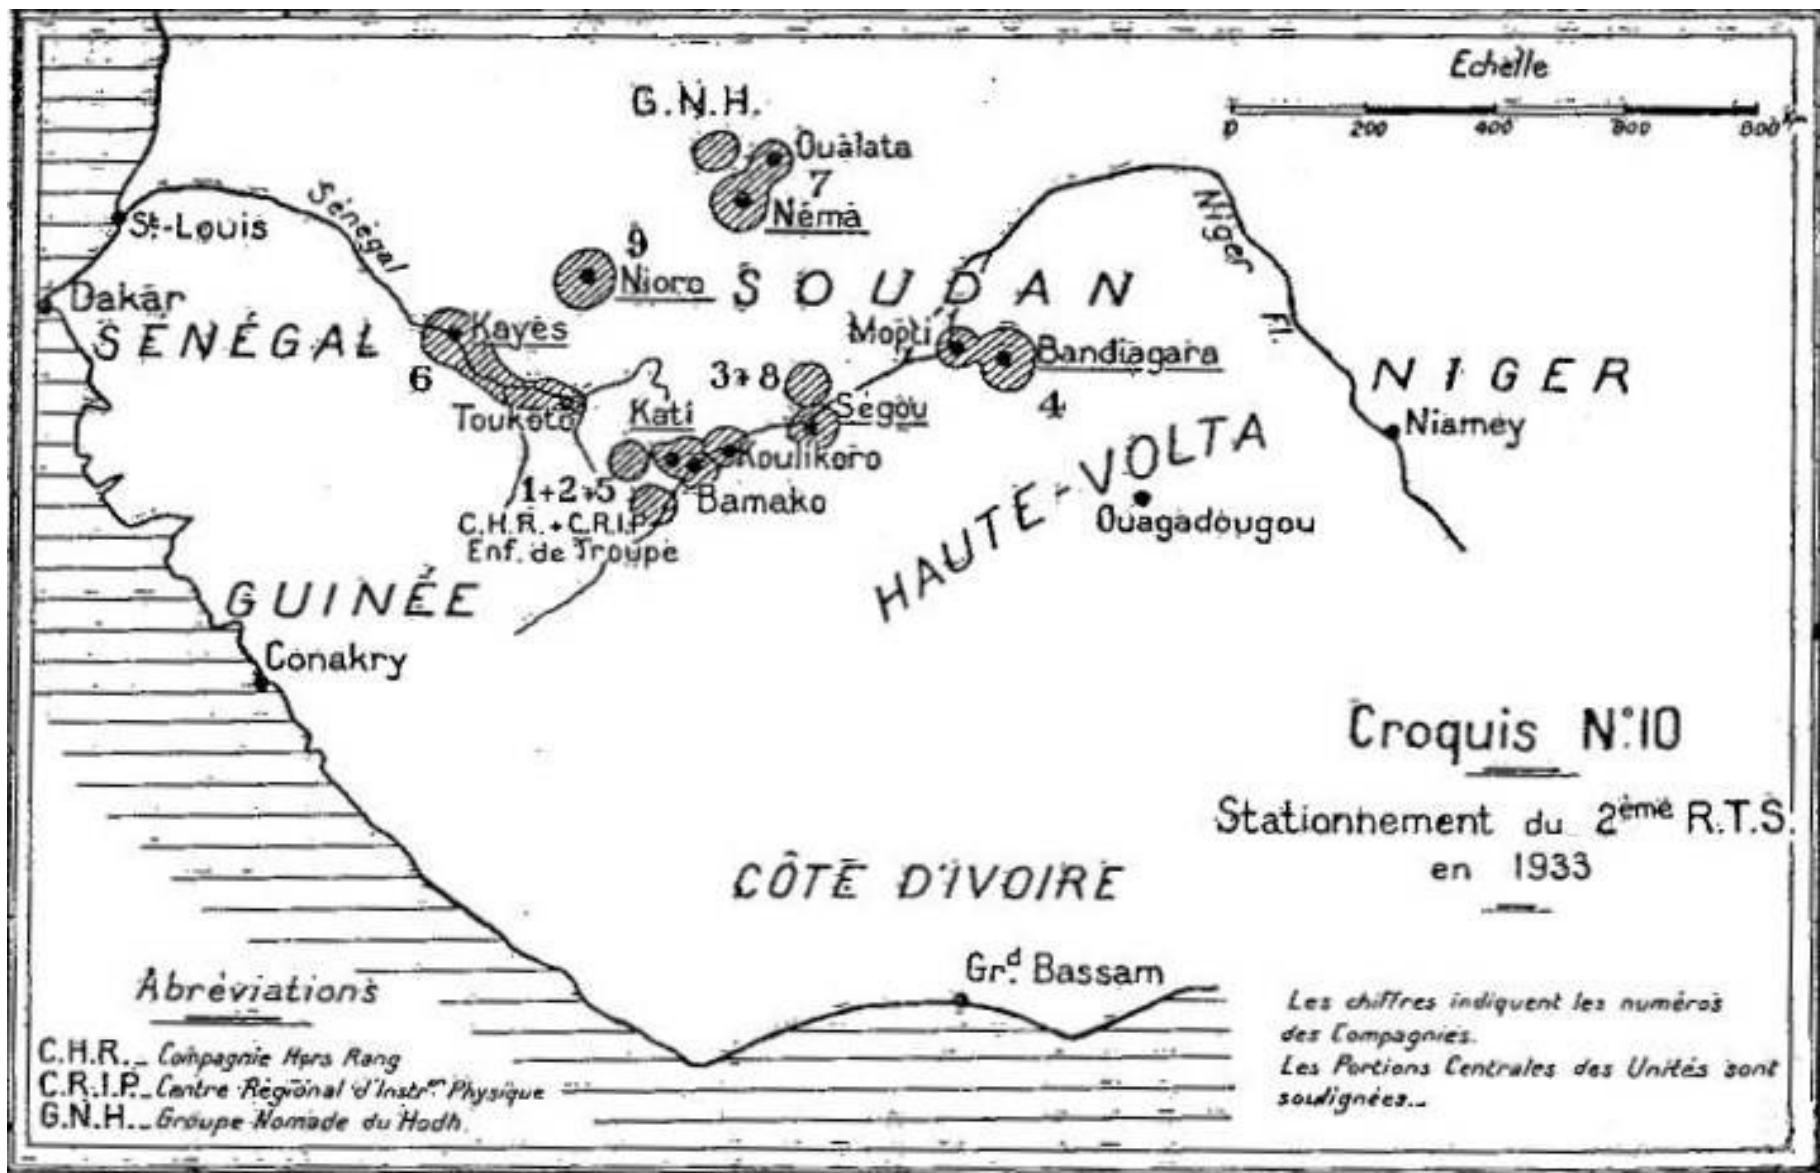 Echelle
0 200 400 600 800 Km
G.N.H.
Oualata
7
Néma
Sénégal
St-Louis
9
Nioro
SOUDAN
Niger Fl.
Dakar
SÉNÉGAL
Kayes
6
Mopti
Bandiagara
4
NIGER
3+8
Ségou
Toukoto
Kati
Koulikoro
Niamey
1+2+5
Bamako
C.H.R. + C.R.I.P.
Enf. de Troupe
HAUTE-VOLTA
Ouagadougou
GUINÉE
Conakry
Croquis N°.10
Stationnement du 2ème R.T.S.
en 1933
CÔTE D'IVOIRE
Grd. Bassam
Abréviations
C.H.R._ Compagnie Hors Rang
C.R.I.P._ Centre Régional d'Instron Physique
G.N.H._ Groupe Nomade du Hodh.
Les chiffres indiquent les numéros
des Compagnies.
Les Portions Centrales des Unités sont
soulignées._